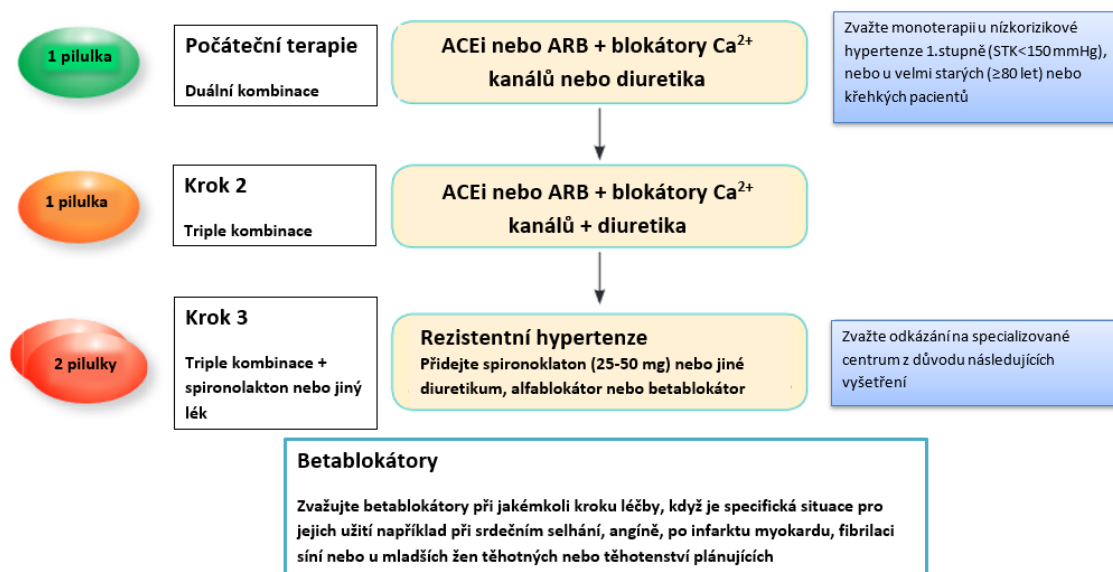 1 pilulka
Počáteční terapie
Duální kombinace
ACEi nebo ARB + blokátory Ca²⁺
kanálů nebo diuretika
Zvažte monoterapii u nízkorizikové
hypertenze 1.stupně (STK<150 mmHg),
nebo u velmi starých (≥80 let) nebo
křehkých pacientů
1 pilulka
Krok 2
Triple kombinace
ACEi nebo ARB + blokátory Ca²⁺
kanálů + diuretika
2 pilulky
Krok 3
Triple kombinace +
spironolakton nebo jiný
lék
Rezistentní hypertenze
Přidejte spironoklaton (25-50 mg) nebo jiné
diuretikum, alfablokátor nebo betablokátor
Zvažte odkázání na specializované
centrum z důvodu následujících
vyšetření
Betablokátory
Zvažujte betablokátory při jakémkoli kroku léčby, když je specifická situace pro
jejich užití například při srdečním selhání, angíně, po infarktu myokardu, fibrilaci
síní nebo u mladších žen těhotných nebo těhotenství plánujících